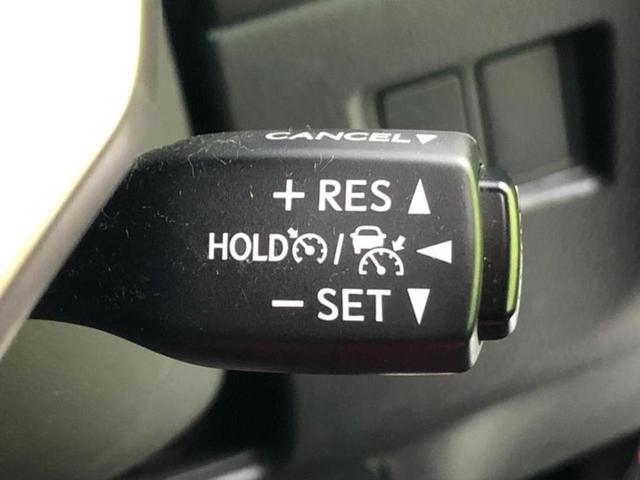 CANCEL▼
+ RES ▲
HOLD / ◀
− SET ▼